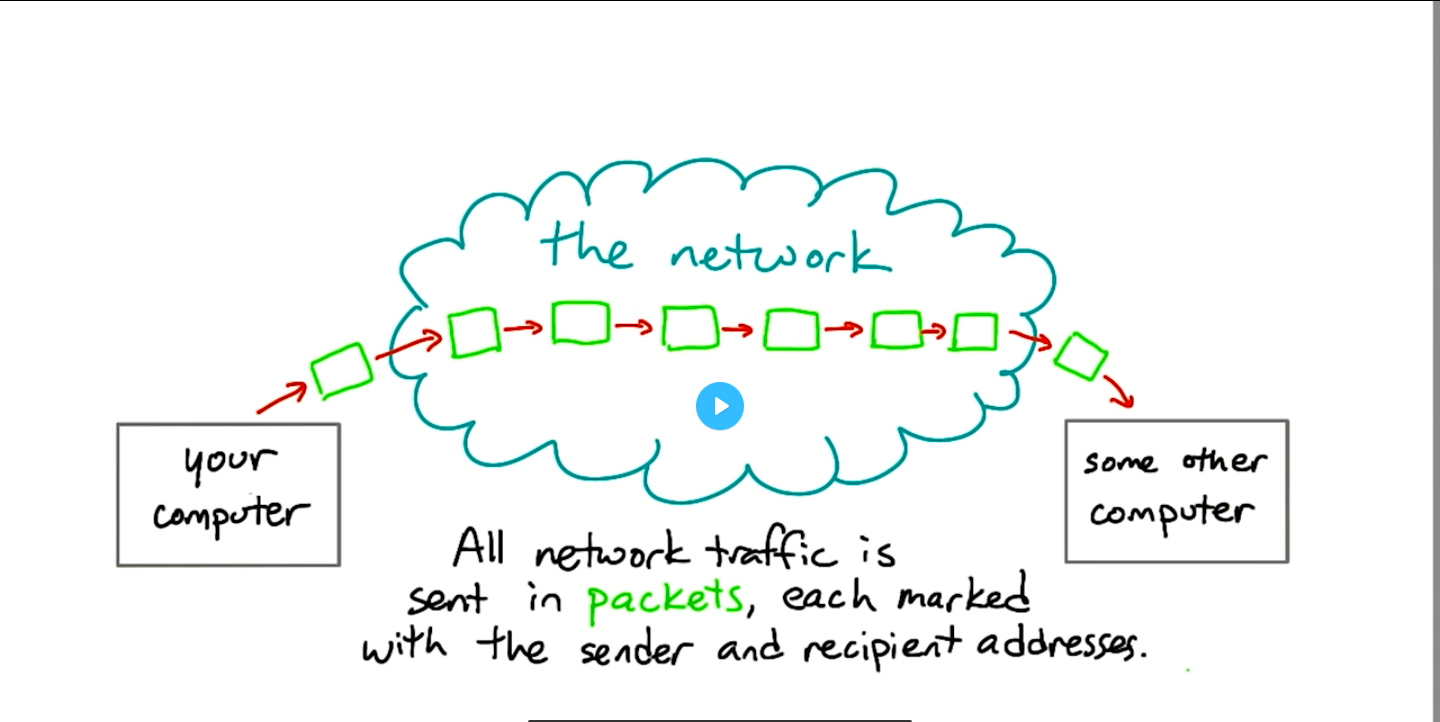 the network
your
computer
some other
computer
All network traffic is
sent in packets, each marked
with the sender and recipient addresses.